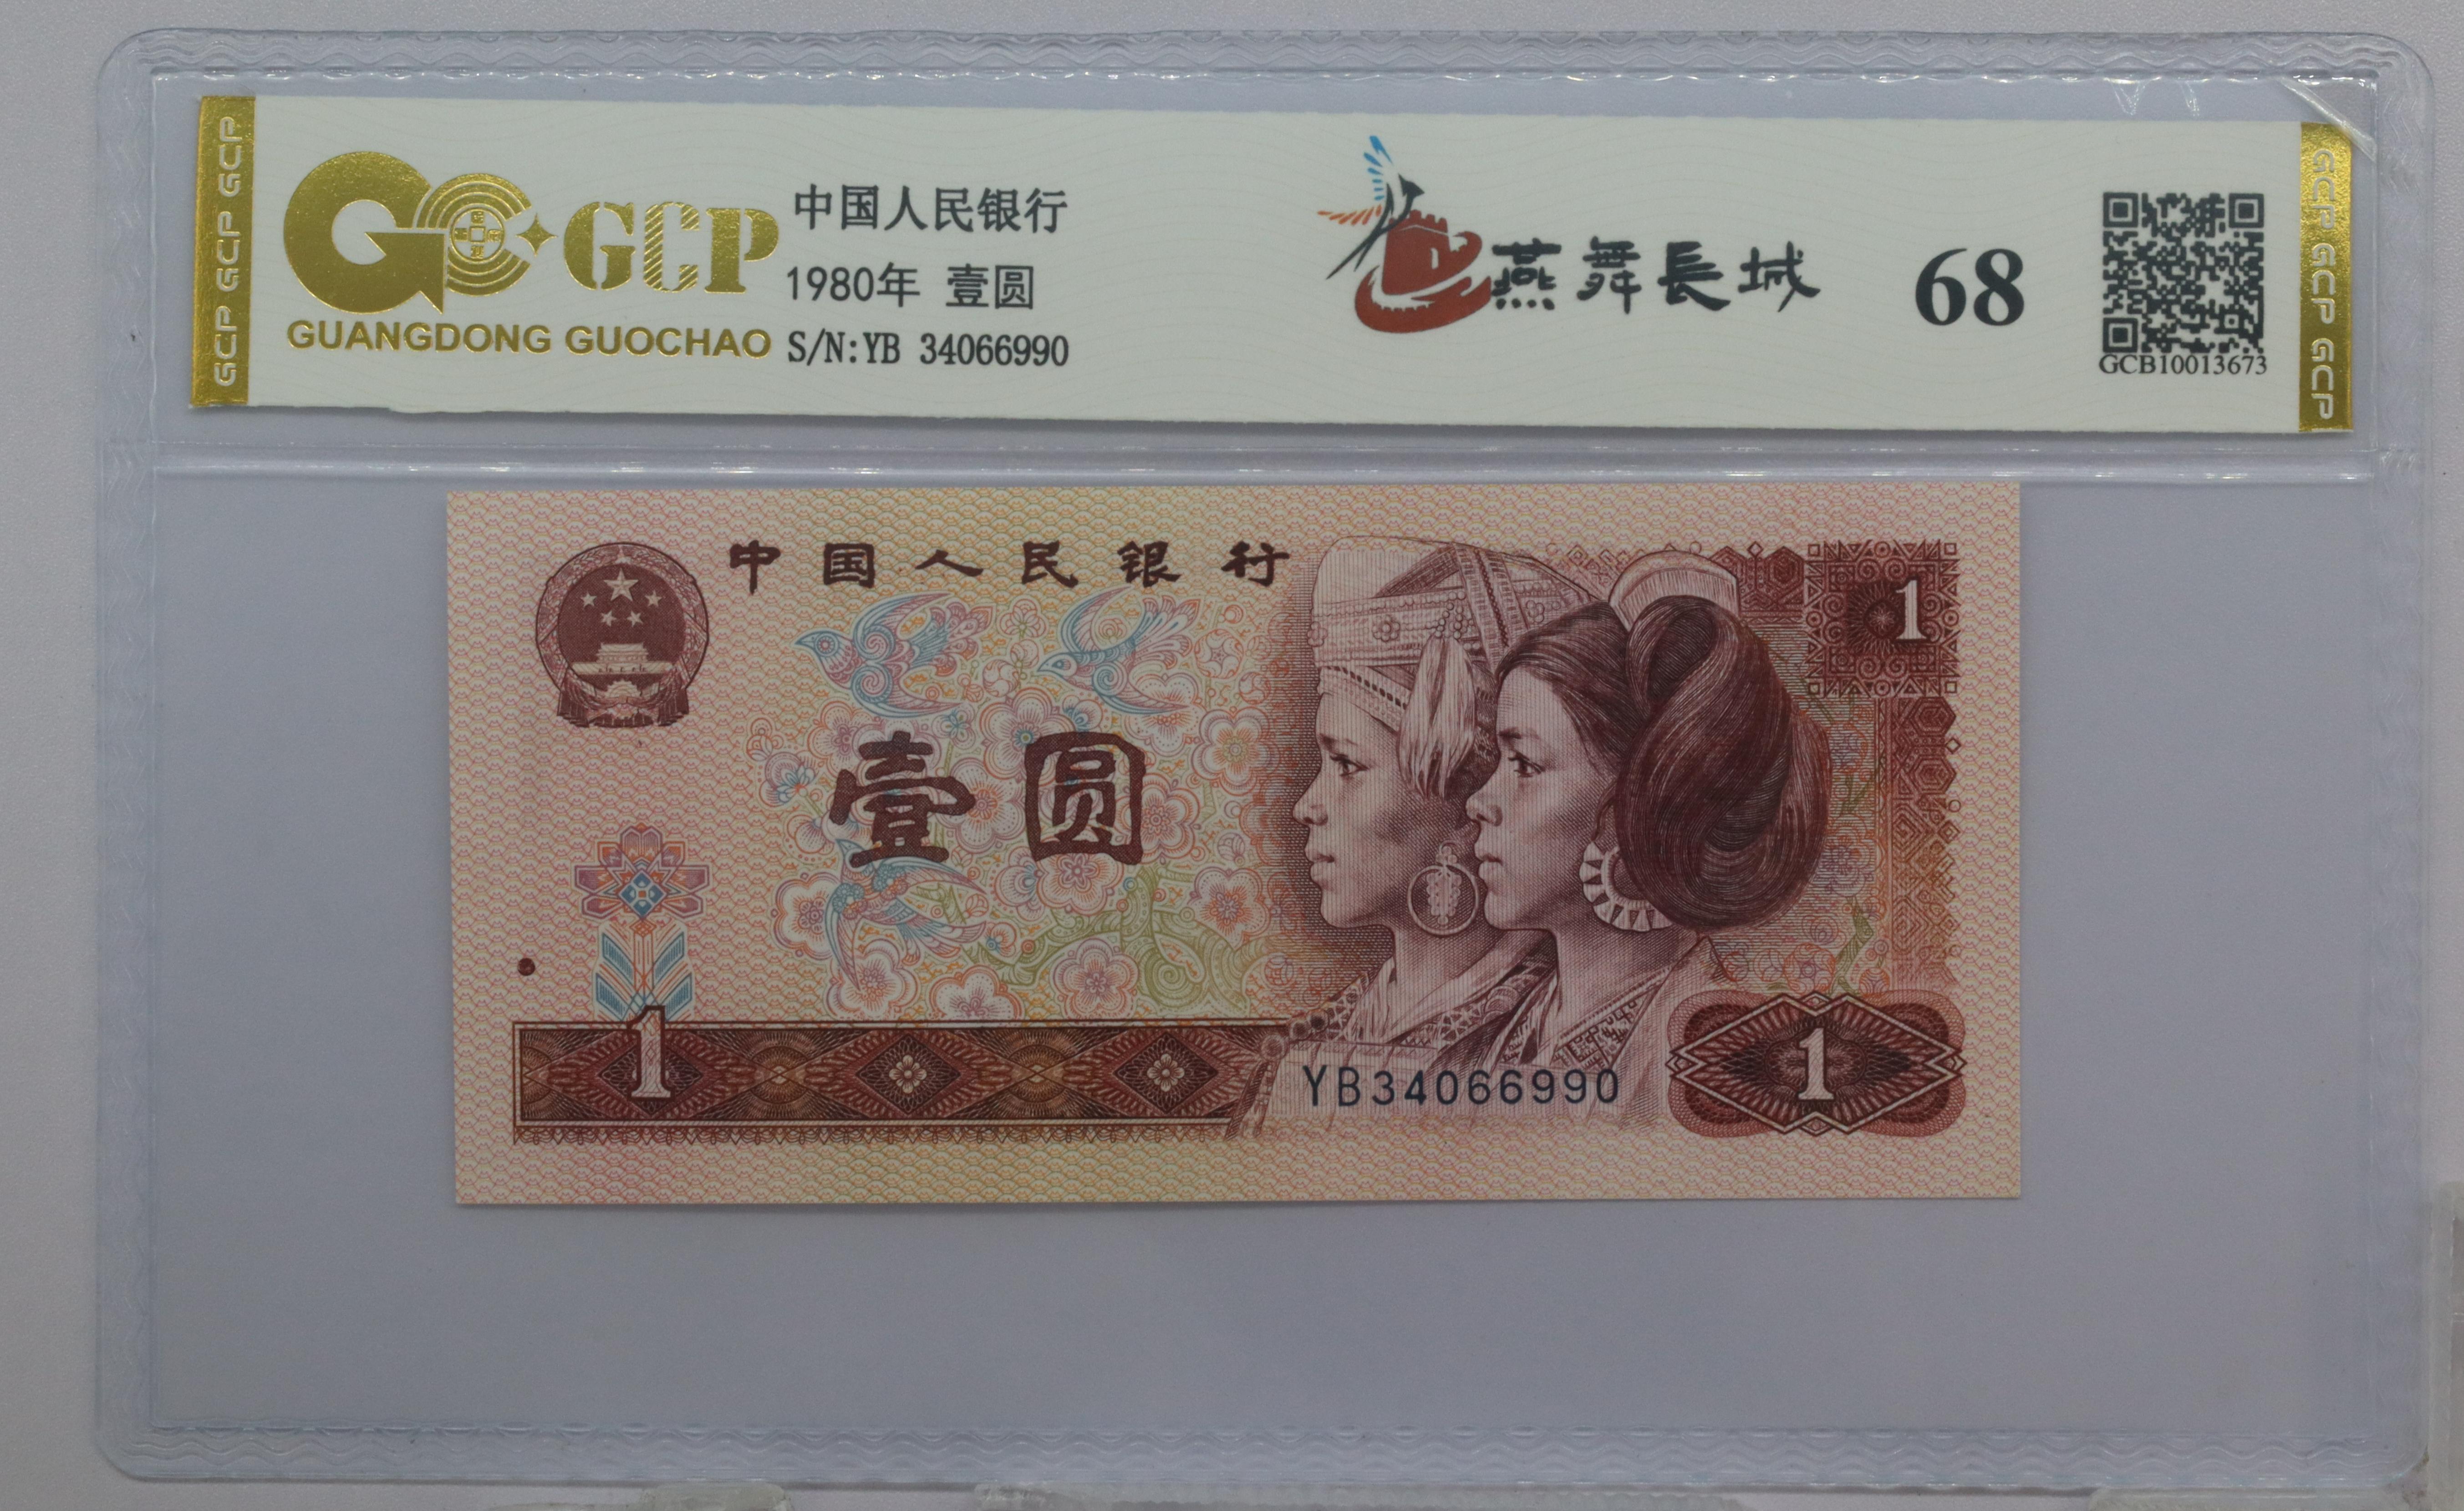 GCP GCP GCP
GCP
GUANGDONG GUOCHAO
中国人民银行
1980年 壹圆
S/N:YB 34066990
燕舞長城
68
GCB10013673
GCP GCP GCP
中国人民银行
1
壹圆
1
YB34066990
1